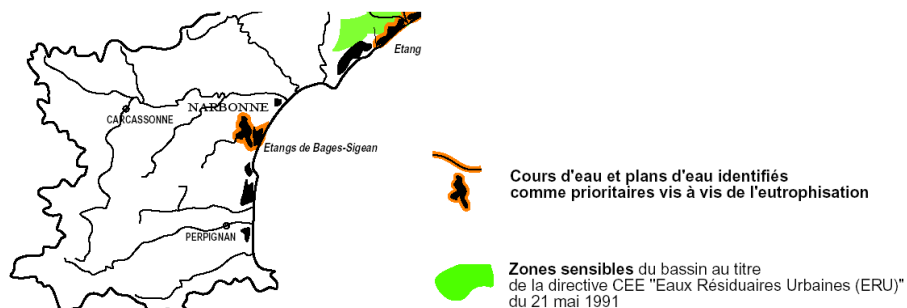 Etang
NARBONNE
CARCASSONNE
Etangs de Bages-Sigean
PERPIGNAN
Cours d'eau et plans d'eau identifiés
comme prioritaires vis à vis de l'eutrophisation
Zones sensibles du bassin au titre
de la directive CEE "Eaux Résiduaires Urbaines (ERU)"
du 21 mai 1991